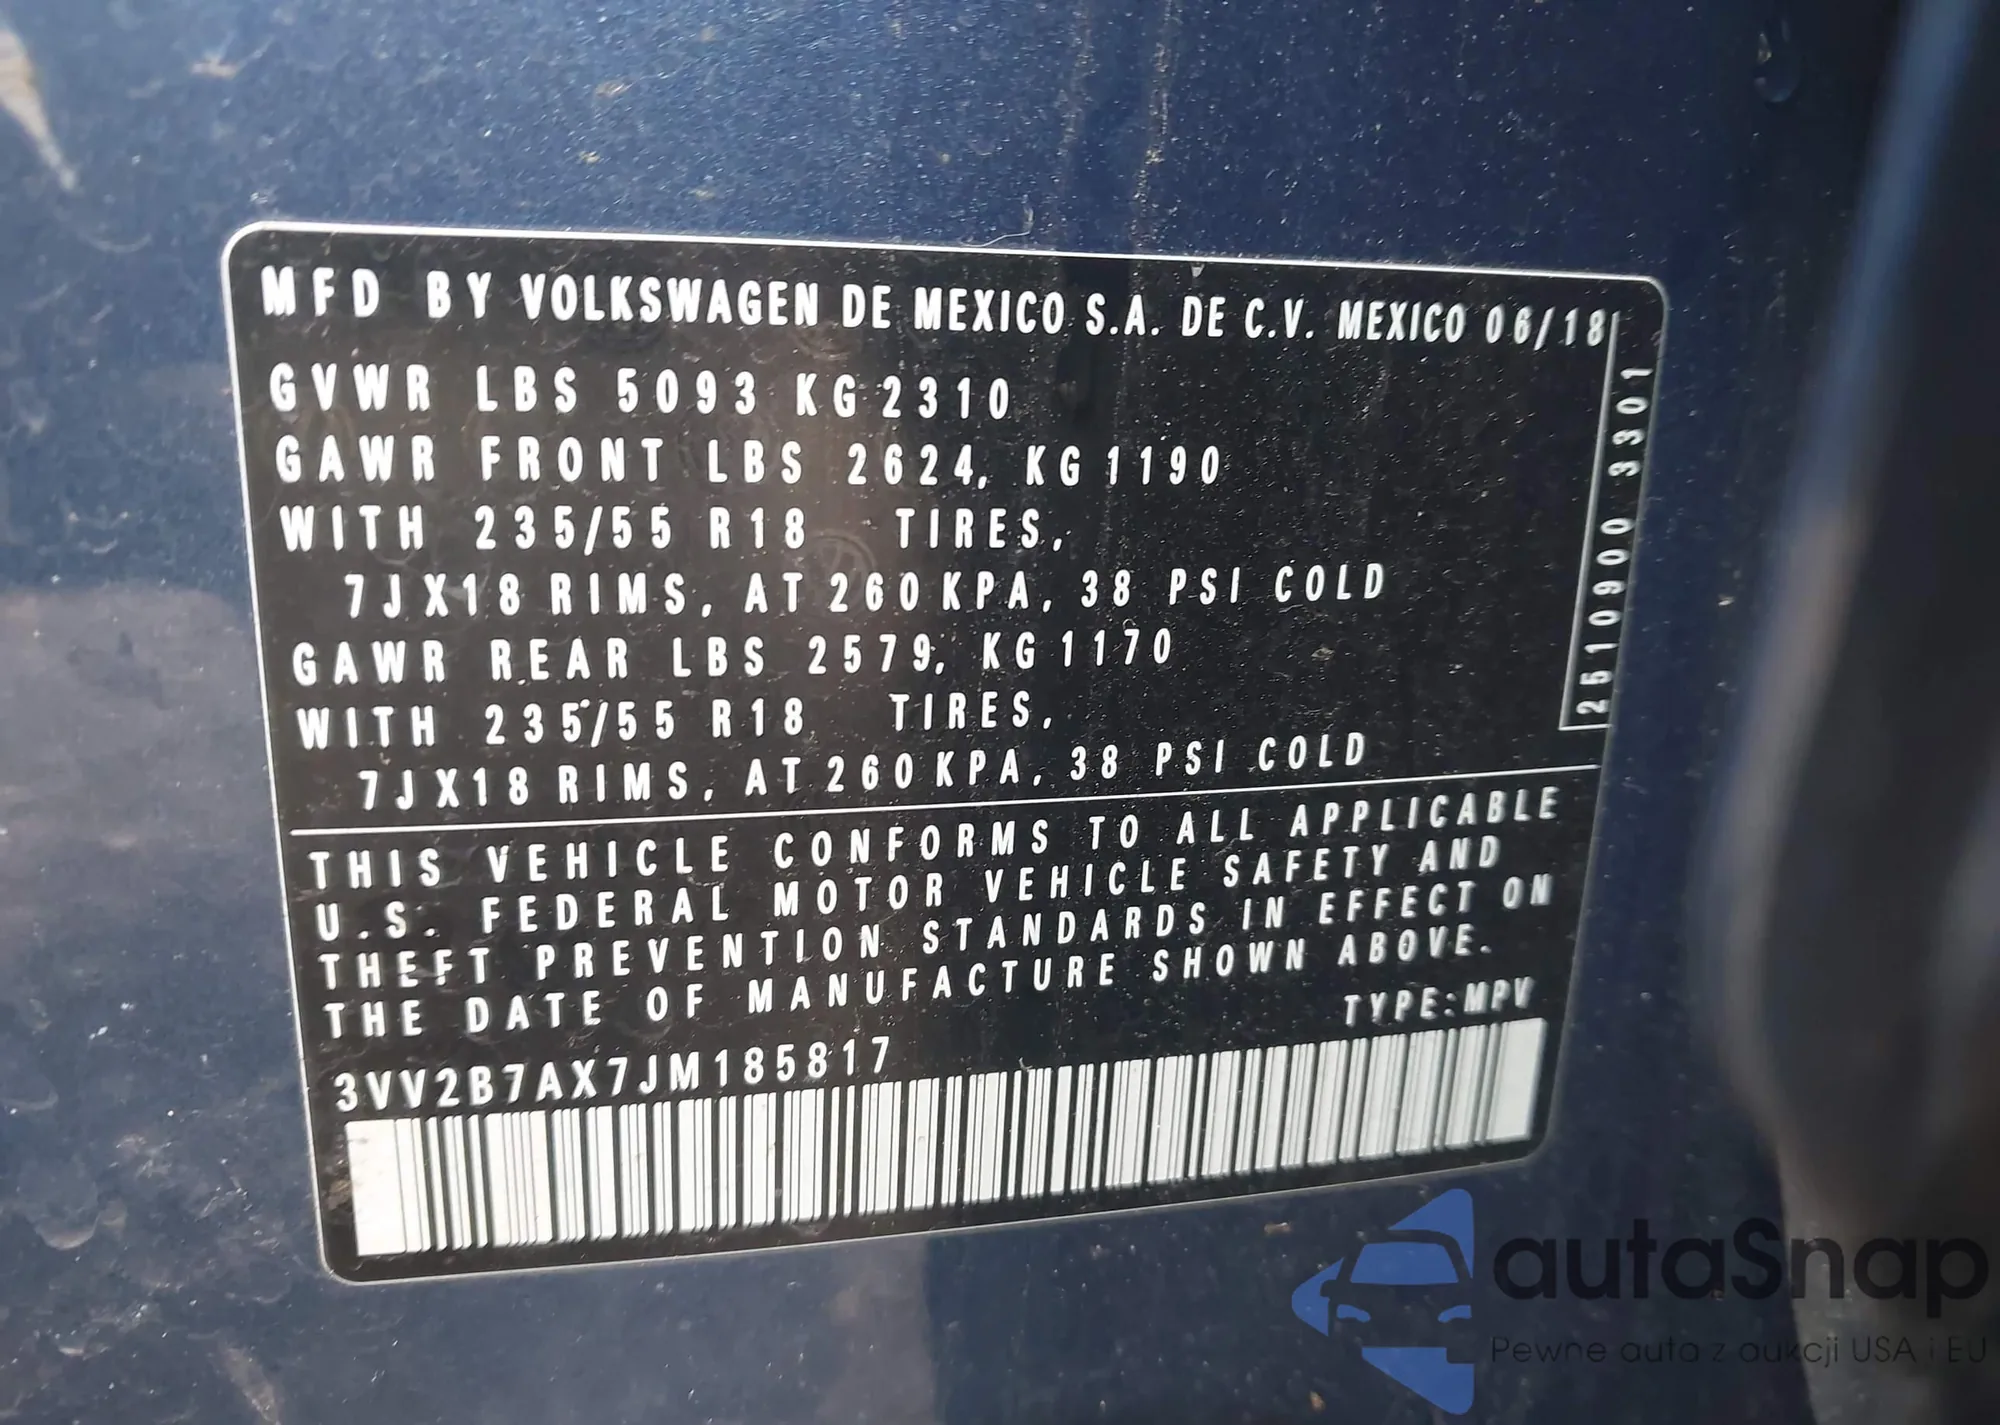 MFD BY VOLKSWAGEN DE MEXICO S.A. DE C.V. MEXICO 06/18
GVWR LBS 5093 KG 2310
GAWR FRONT LBS 2624, KG 1190
WITH 235/55 R18 TIRES,
7JX18 RIMS, AT 260 KPA, 38 PSI COLD
GAWR REAR LBS 2579, KG 1170
WITH 235/55 R18 TIRES,
7JX18 RIMS, AT 260 KPA, 38 PSI COLD
2510900 3301
THIS VEHICLE CONFORMS TO ALL APPLICABLE
U.S. FEDERAL MOTOR VEHICLE SAFETY AND
THEFT PREVENTION STANDARDS IN EFFECT ON
THE DATE OF MANUFACTURE SHOWN ABOVE.
TYPE:MPV
3VV2B7AX7JM185817
autaSnap
Pewne auta z aukcji USA i EU